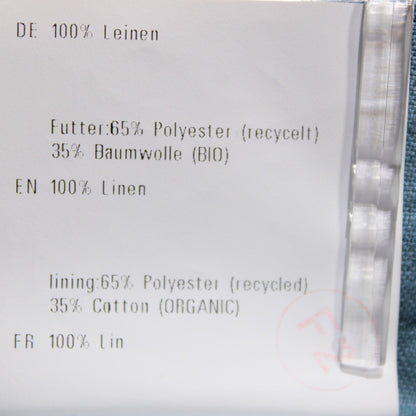 DE 100% Leinen
Futter:65% Polyester (recycelt)
35% Baumwolle (BIO)
EN 100% Linen
lining:65% Polyester (recycled)
35% Cotton (ORGANIC)
FR 100% Lin